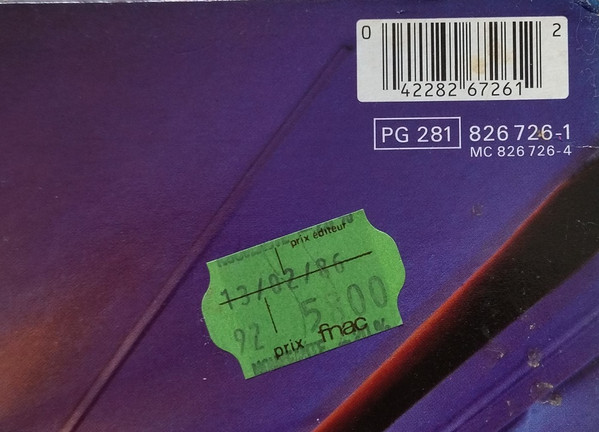 0 42282 67261 2
PG 281 826 726-1
MC 826 726-4
prix éditeur
13/02/86
92 5800
prix fnac